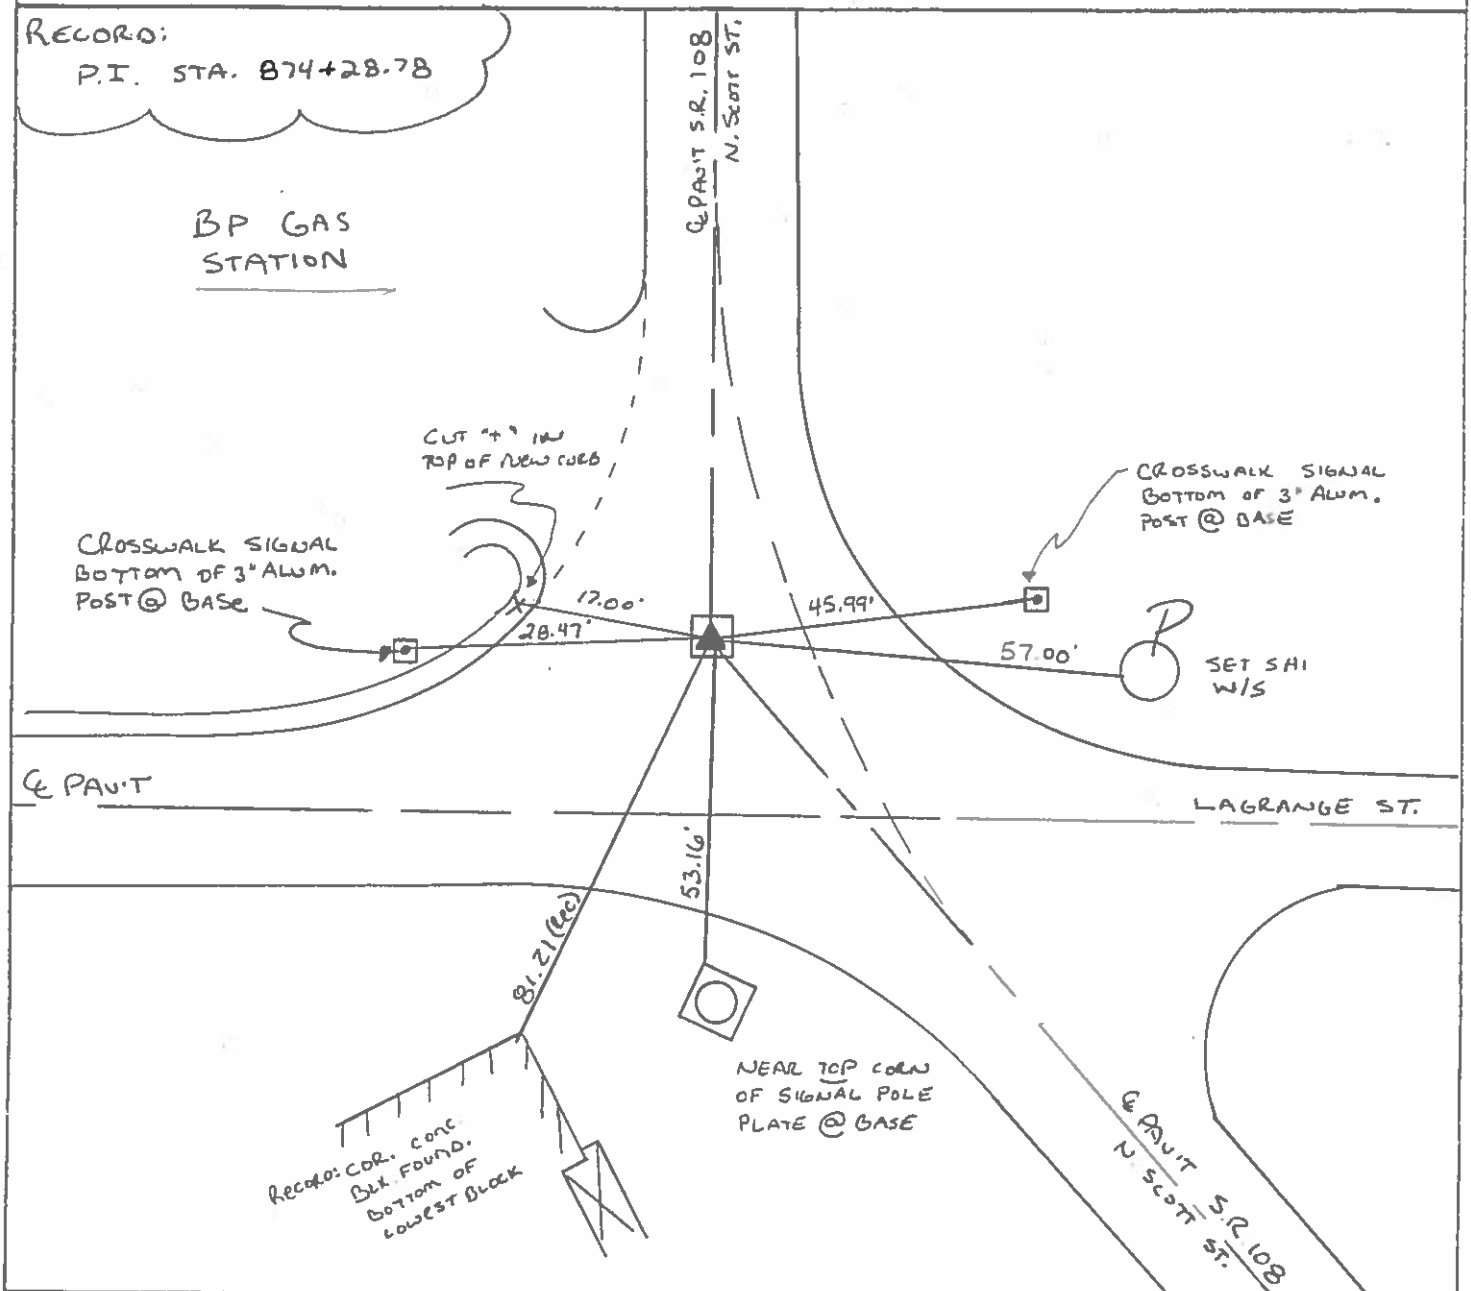 RECORD:
P.I. STA. 874+28.78
℄ PAV'T S.R. 108
N. SCOTT ST.
BP GAS
STATION
CUT "+" IN
TOP OF NEW CURB
CROSSWALK SIGNAL
BOTTOM OF 3" ALUM.
POST @ BASE
CROSSWALK SIGNAL
BOTTOM OF 3" ALUM.
POST @ BASE
17.00'
28.47'
45.99'
57.00'
P
SET SHI
W/S
℄ PAV'T
LAGRANGE ST.
53.16'
81.21 (REC)
NEAR TOP CORN
OF SIGNAL POLE
PLATE @ BASE
RECORD: COR. CONC.
BLK. FOUND.
BOTTOM OF
LOWEST BLOCK
℄ PAV'T S.R. 108
N SCOTT ST.